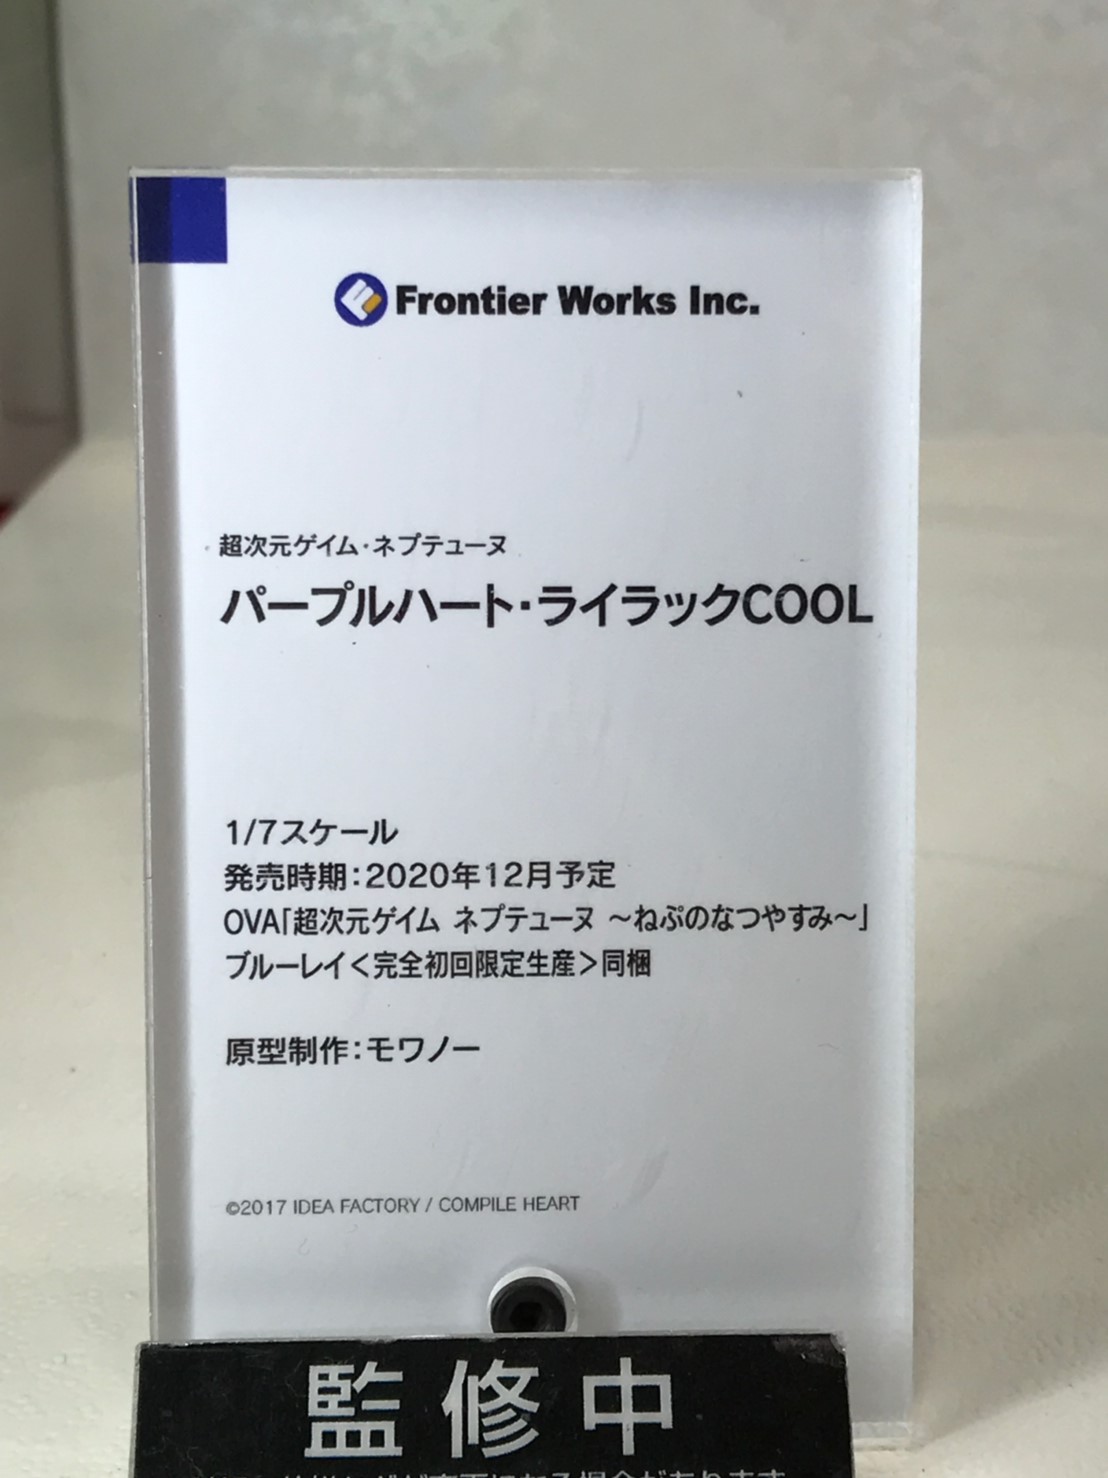 Frontier Works Inc.
超次元ゲイム・ネプテューヌ
パープルハート・ライラックCOOL
1/7スケール
発売時期：2020年12月予定
OVA「超次元ゲイム ネプテューヌ ～ねぷのなつやすみ～」
ブルーレイ＜完全初回限定生産＞同梱
原型制作：モワノー
©2017 IDEA FACTORY / COMPILE HEART
監修中